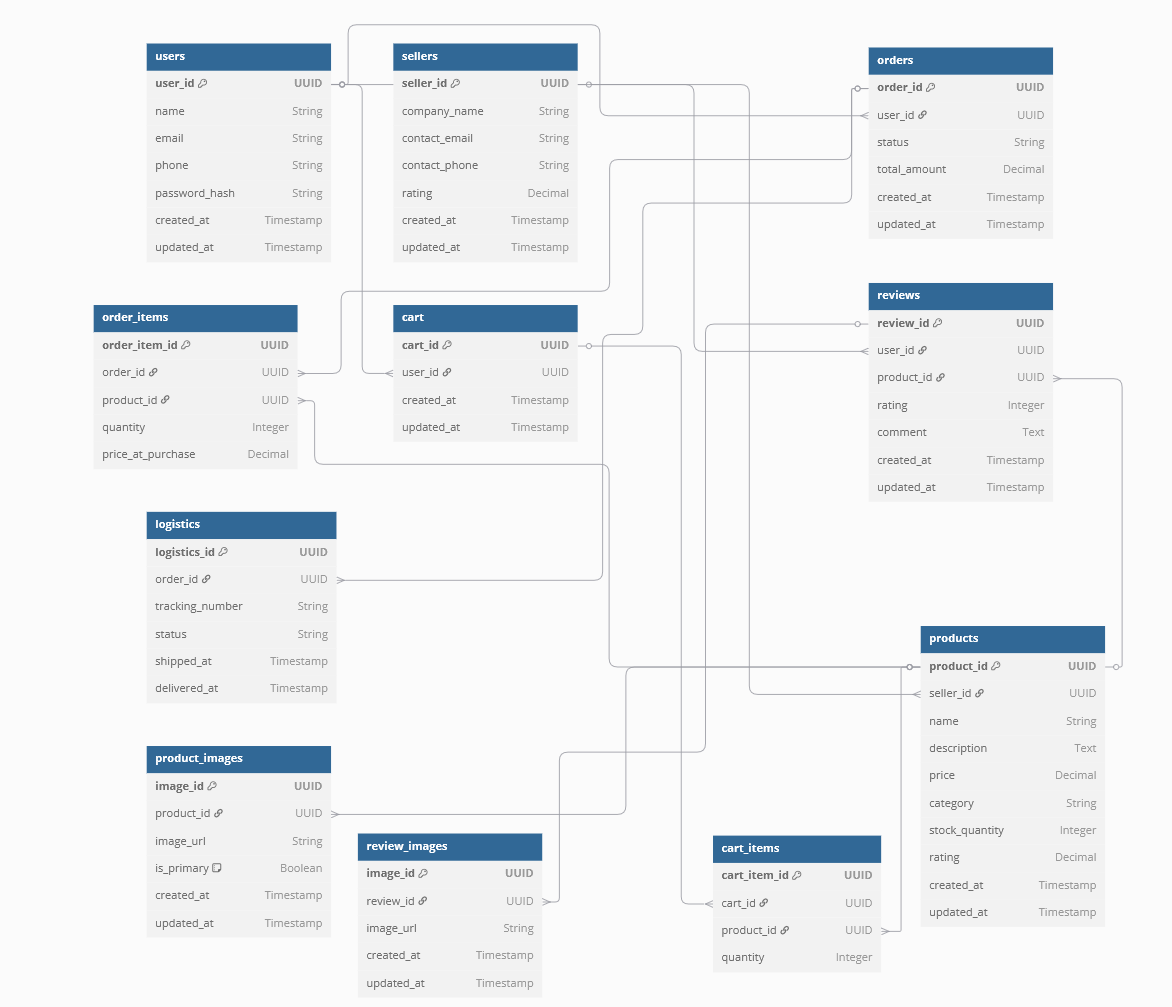 users
user_id UUID
name String
email String
phone String
password_hash String
created_at Timestamp
updated_at Timestamp
sellers
seller_id UUID
company_name String
contact_email String
contact_phone String
rating Decimal
created_at Timestamp
updated_at Timestamp
orders
order_id UUID
user_id UUID
status String
total_amount Decimal
created_at Timestamp
updated_at Timestamp
order_items
order_item_id UUID
order_id UUID
product_id UUID
quantity Integer
price_at_purchase Decimal
cart
cart_id UUID
user_id UUID
created_at Timestamp
updated_at Timestamp
reviews
review_id UUID
user_id UUID
product_id UUID
rating Integer
comment Text
created_at Timestamp
updated_at Timestamp
logistics
logistics_id UUID
order_id UUID
tracking_number String
status String
shipped_at Timestamp
delivered_at Timestamp
products
product_id UUID
seller_id UUID
name String
description Text
price Decimal
category String
stock_quantity Integer
rating Decimal
created_at Timestamp
updated_at Timestamp
product_images
image_id UUID
product_id UUID
image_url String
is_primary Boolean
created_at Timestamp
updated_at Timestamp
review_images
image_id UUID
review_id UUID
image_url String
created_at Timestamp
updated_at Timestamp
cart_items
cart_item_id UUID
cart_id UUID
product_id UUID
quantity Integer